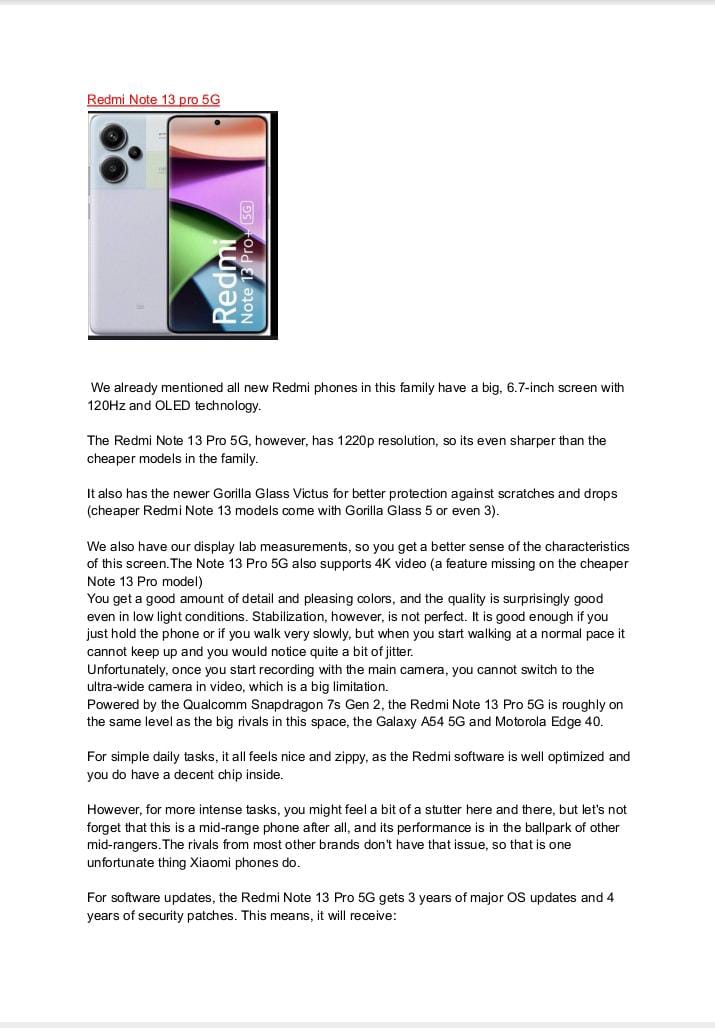 Redmi Note 13 pro 5G
Redmi
Note 13 Pro+ 5G
We already mentioned all new Redmi phones in this family have a big, 6.7-inch screen with
120Hz and OLED technology.
The Redmi Note 13 Pro 5G, however, has 1220p resolution, so its even sharper than the
cheaper models in the family.
It also has the newer Gorilla Glass Victus for better protection against scratches and drops
(cheaper Redmi Note 13 models come with Gorilla Glass 5 or even 3).
We also have our display lab measurements, so you get a better sense of the characteristics
of this screen.The Note 13 Pro 5G also supports 4K video (a feature missing on the cheaper
Note 13 Pro model)
You get a good amount of detail and pleasing colors, and the quality is surprisingly good
even in low light conditions. Stabilization, however, is not perfect. It is good enough if you
just hold the phone or if you walk very slowly, but when you start walking at a normal pace it
cannot keep up and you would notice quite a bit of jitter.
Unfortunately, once you start recording with the main camera, you cannot switch to the
ultra-wide camera in video, which is a big limitation.
Powered by the Qualcomm Snapdragon 7s Gen 2, the Redmi Note 13 Pro 5G is roughly on
the same level as the big rivals in this space, the Galaxy A54 5G and Motorola Edge 40.
For simple daily tasks, it all feels nice and zippy, as the Redmi software is well optimized and
you do have a decent chip inside.
However, for more intense tasks, you might feel a bit of a stutter here and there, but let's not
forget that this is a mid-range phone after all, and its performance is in the ballpark of other
mid-rangers.The rivals from most other brands don't have that issue, so that is one
unfortunate thing Xiaomi phones do.
For software updates, the Redmi Note 13 Pro 5G gets 3 years of major OS updates and 4
years of security patches. This means, it will receive: